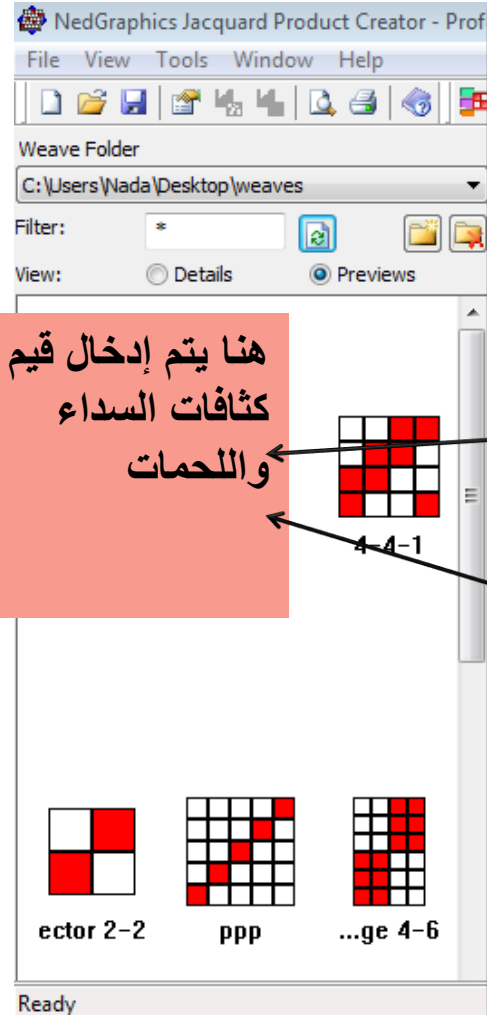 NedGraphics Jacquard Product Creator - Prof
File View Tools Window Help
Weave Folder
C:\Users\Nada\Desktop\weaves
Filter: *
View: Details Previews
هنا يتم إدخال قيم
كثافات السداء
واللحمات
4-4-1
ector 2-2 ppp ...ge 4-6
Ready